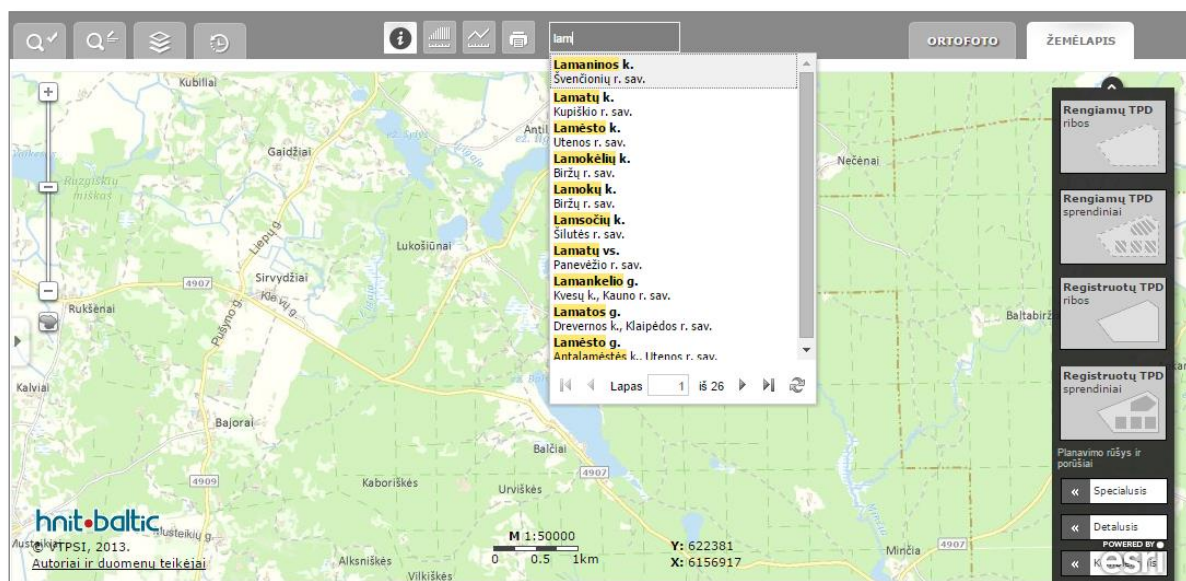 lam
ORTOFOTO
ŽEMĖLAPIS
Lamaninos k.
Švenčionių r. sav.
Lamatų k.
Kupiškio r. sav.
Lamėsto k.
Utenos r. sav.
Lamokėlių k.
Biržų r. sav.
Lamokų k.
Biržų r. sav.
Lamsočių k.
Šilutės r. sav.
Lamatų vs.
Panevėžio r. sav.
Lamankelio g.
Kvesų k., Kauno r. sav.
Lamatos g.
Drevernos k., Klaipėdos r. sav.
Lamėsto g.
Antalamėstės k., Utenos r. sav.
Lapas 1 iš 26
Kubiliai
Gaidžiai
Ruzgiškių
miškas
Liepų g.
Lukošiūnai
4907
Sirvydžiai
Klevų g.
Pušyno g.
Rukšėnai
Kalviai
Bajorai
4909
Kaboriškės
Urviškės
Balčiai
4907
Nečėnai
Alksniškės
Vilkiškės
Minčia
4907
Rengiamų TPD
ribos
Rengiamų TPD
sprendiniai
Registruotų TPD
ribos
Registruotų TPD
sprendiniai
Planavimo rūšys ir
porūšiai
« Specialusis
« Detalusis
POWERED BY
esri
hnit•baltic
© VTPSI, 2013.
Autoriai ir duomenų teikėjai
M 1:50000
0 0.5 1km
Y: 622381
X: 6156917